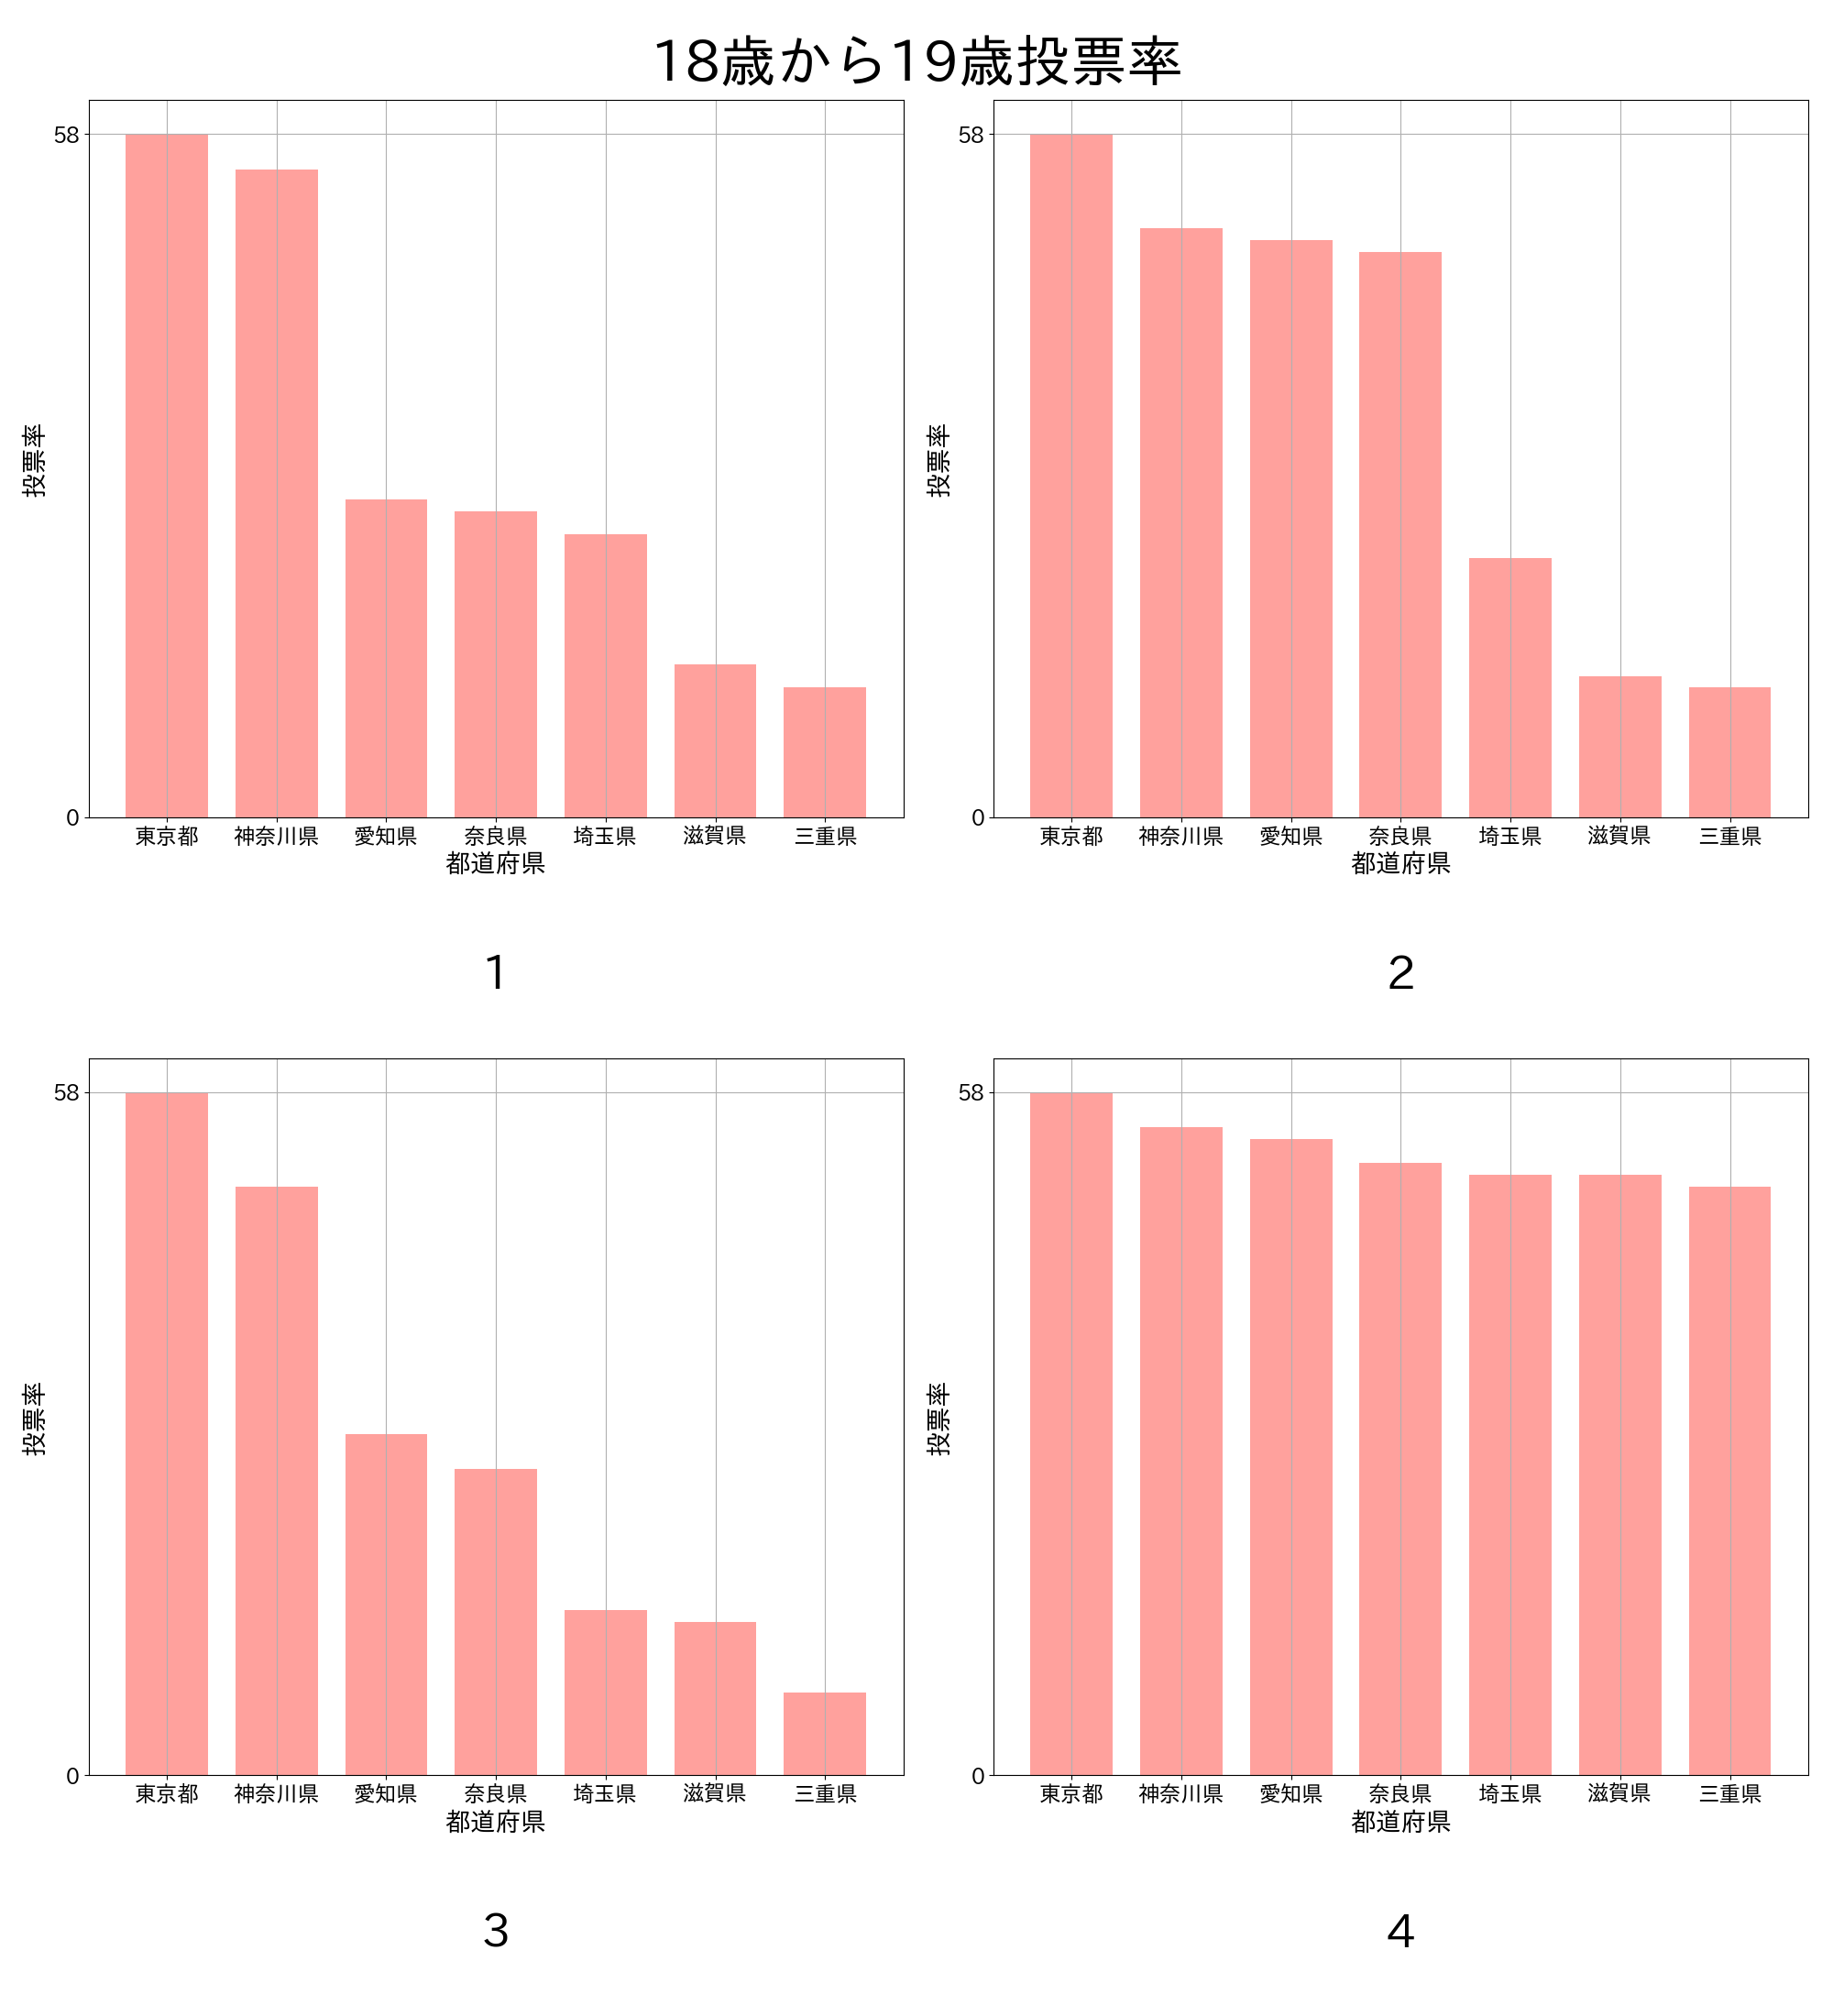 18歳から19歳投票率
58
0
投票率
東京都 神奈川県 愛知県 奈良県 埼玉県 滋賀県 三重県
都道府県
1
58
0
投票率
東京都 神奈川県 愛知県 奈良県 埼玉県 滋賀県 三重県
都道府県
2
58
0
投票率
東京都 神奈川県 愛知県 奈良県 埼玉県 滋賀県 三重県
都道府県
3
58
0
投票率
東京都 神奈川県 愛知県 奈良県 埼玉県 滋賀県 三重県
都道府県
4